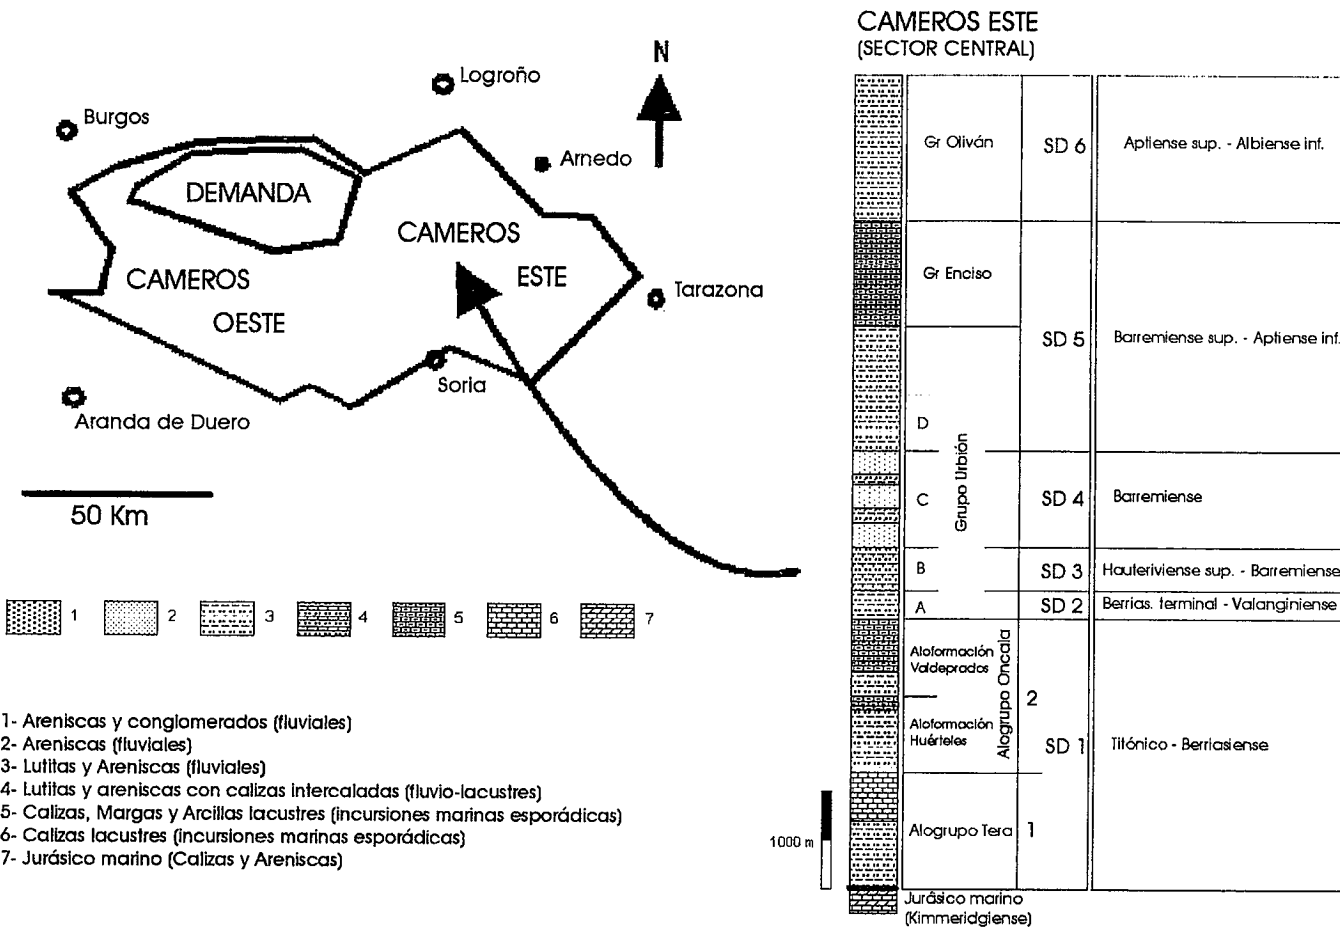 CAMEROS ESTE
(SECTOR CENTRAL)
N
Logroño
Burgos
Arnedo
DEMANDA
CAMEROS
ESTE
CAMEROS
OESTE
Tarazona
Soria
Aranda de Duero
50 Km
1
2
3
4
5
6
7
1- Areniscas y conglomerados (fluviales)
2- Areniscas (fluviales)
3- Lutitas y Areniscas (fluviales)
4- Lutitas y areniscas con calizas intercaladas (fluvio-lacustres)
5- Calizas, Margas y Arcillas lacustres (incursiones marinas esporádicas)
6- Calizas lacustres (incursiones marinas esporádicas)
7- Jurásico marino (Calizas y Areniscas)
Gr Oliván
SD 6
Aptiense sup. - Albiense inf.
Gr Enciso
SD 5
Barremiense sup. - Aptiense inf.
D
Grupo Urbión
C
SD 4
Barremiense
B
SD 3
Hauteriviense sup. - Barremiense
A
SD 2
Berrias. terminal - Valanginiense
Aloformación
Valdeprados
Alogrupo Oncala
2
Aloformación
Huérteles
SD 1
Titónico - Berriasiense
Alogrupo Tera
1
1000 m
Jurásico marino
(Kimmeridgiense)